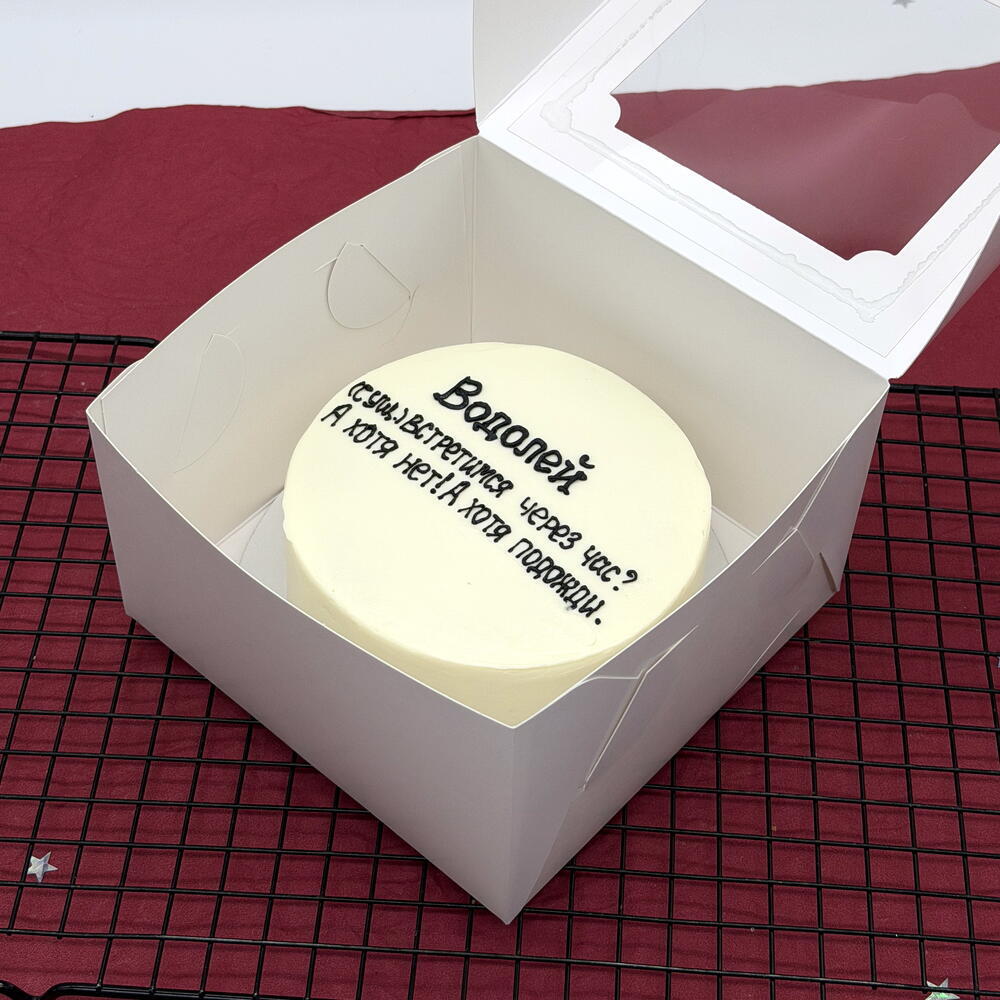 Водолей
(сущ.) Встретимся через час?
А хотя нет! А хотя подожди.